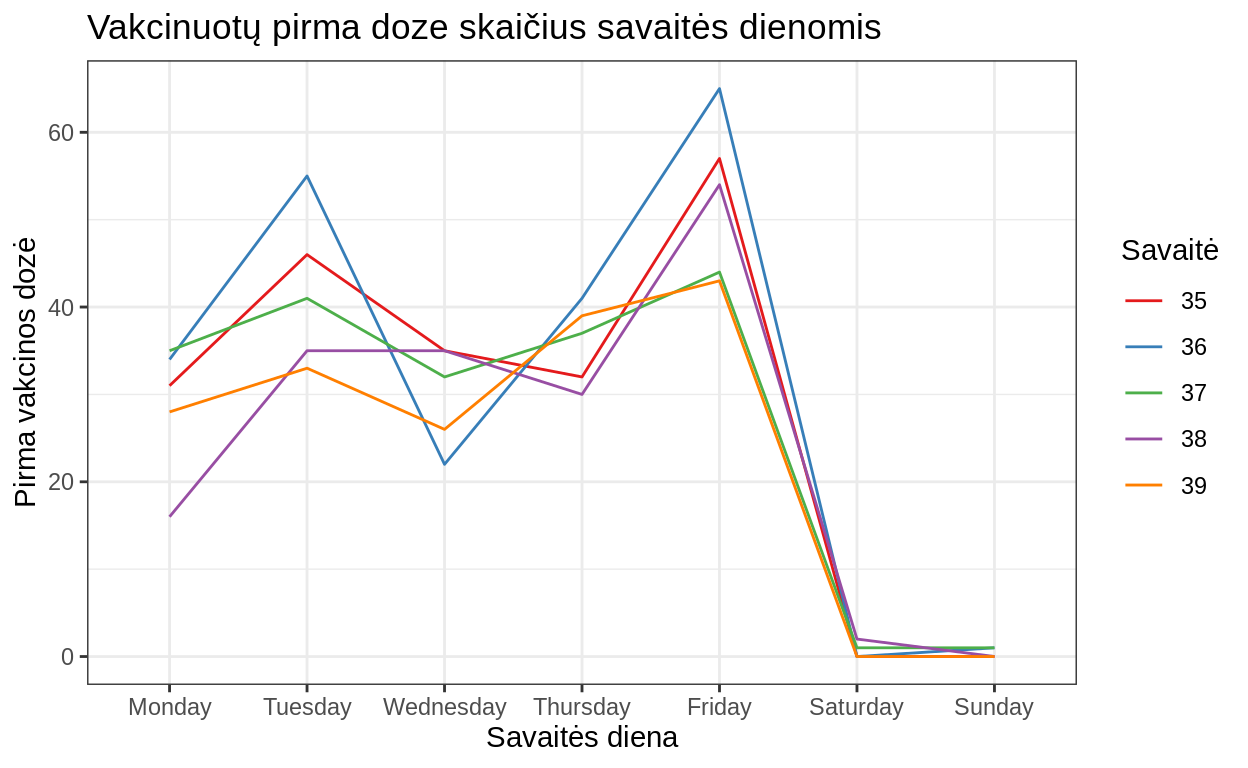 Vakcinuotų pirma doze skaičius savaitės dienomis
Pirma vakcinos dozė
60
40
20
0
Monday Tuesday Wednesday Thursday Friday Saturday Sunday
Savaitės diena
Savaitė
35
36
37
38
39